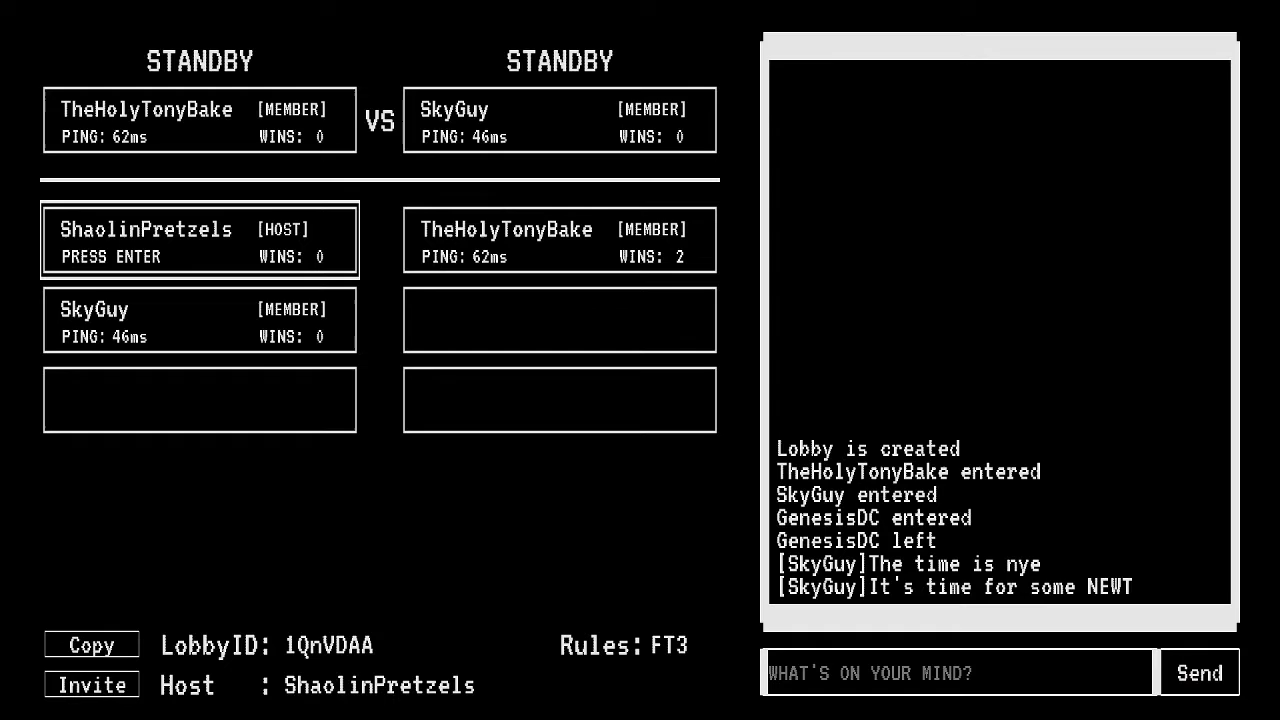 STANDBY STANDBY
TheHolyTonyBake [MEMBER] VS SkyGuy [MEMBER]
PING: 62ms WINS: 0 PING: 46ms WINS: 0
ShaolinPretzels [HOST] TheHolyTonyBake [MEMBER]
PRESS ENTER WINS: 0 PING: 62ms WINS: 2
SkyGuy [MEMBER]
PING: 46ms WINS: 0
Copy LobbyID: 1QnVDAA Rules: FT3
Invite Host : ShaolinPretzels
Lobby is created
TheHolyTonyBake entered
SkyGuy entered
GenesisDC entered
GenesisDC left
[SkyGuy]The time is nye
[SkyGuy]It's time for some NEWT
WHAT'S ON YOUR MIND? Send